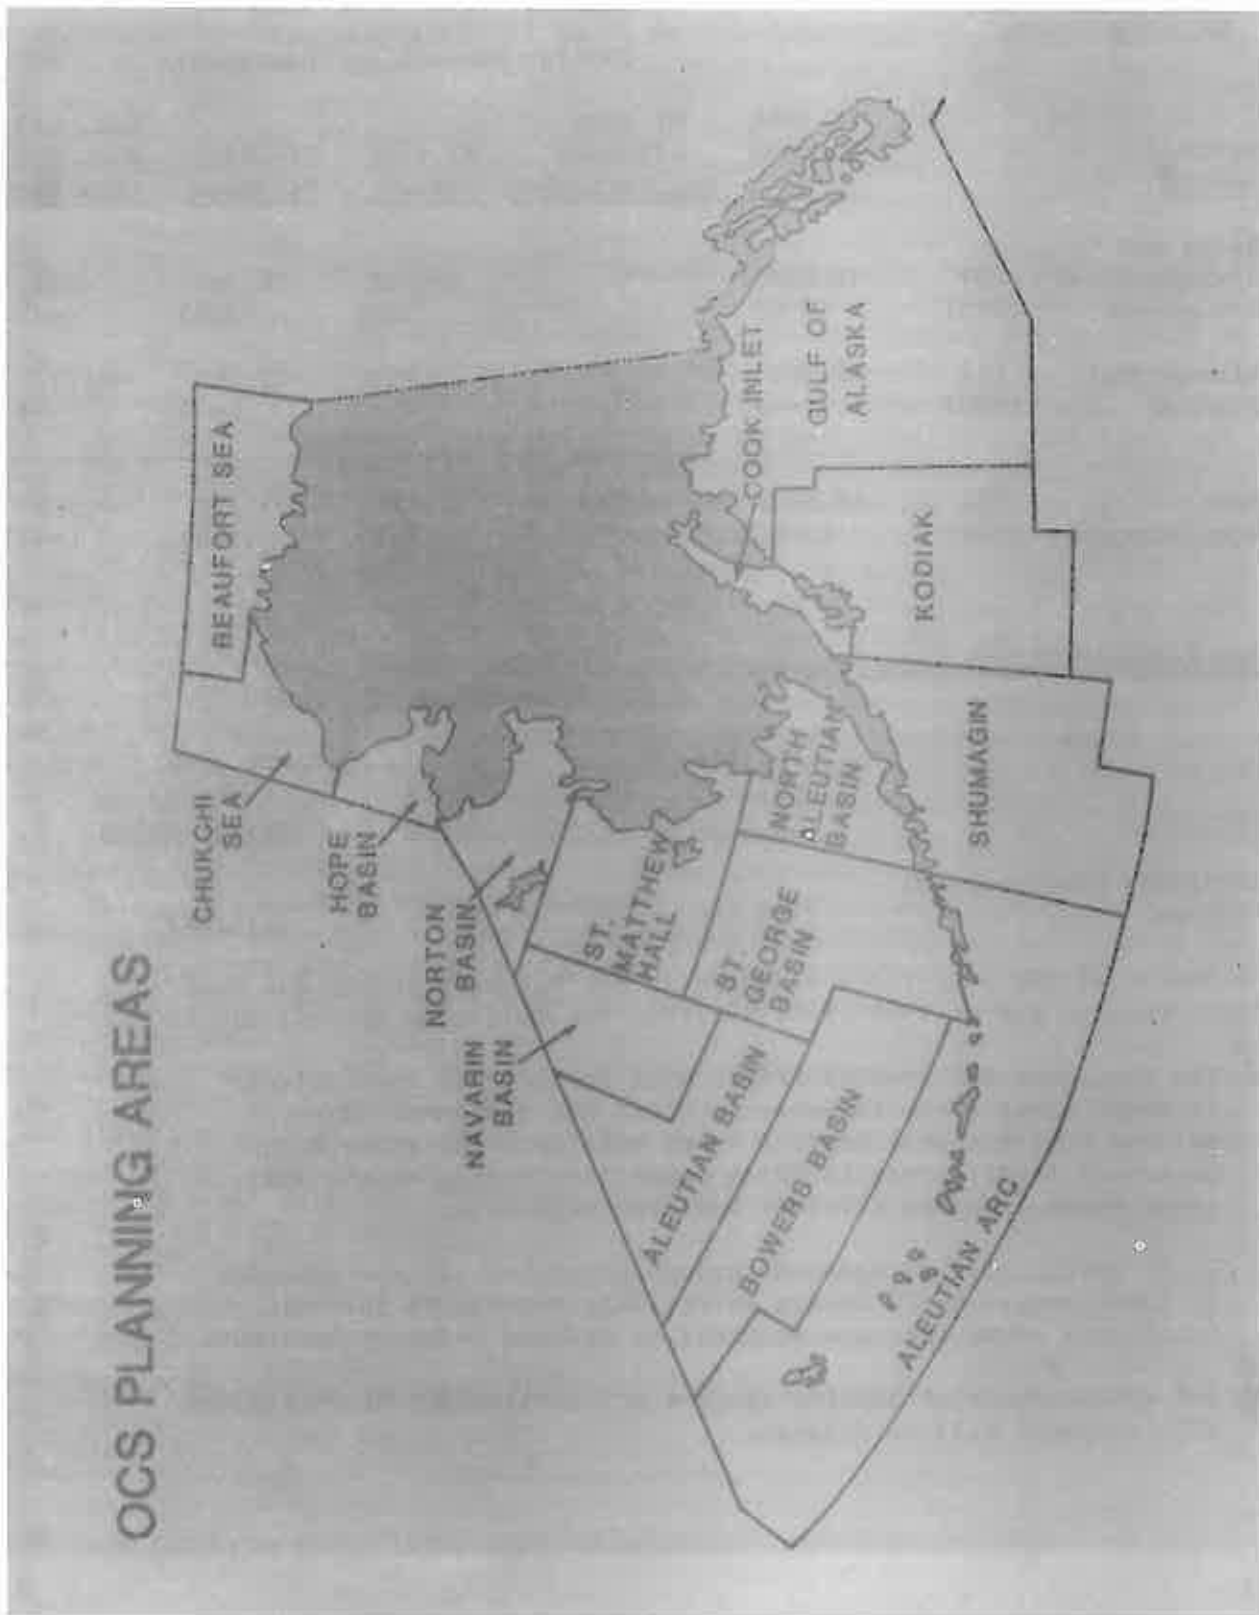 OCS PLANNING AREAS
BEAUFORT SEA
CHUKCHI
SEA
HOPE
BASIN
NORTON
BASIN
NAVARIN
BASIN
ST.
MATTHEW
HALL
NORTH
ALEUTIAN
BASIN
ST.
GEORGE
BASIN
ALEUTIAN BASIN
BOWERS BASIN
ALEUTIAN ARC
SHUMAGIN
KODIAK
COOK INLET
GULF OF
ALASKA